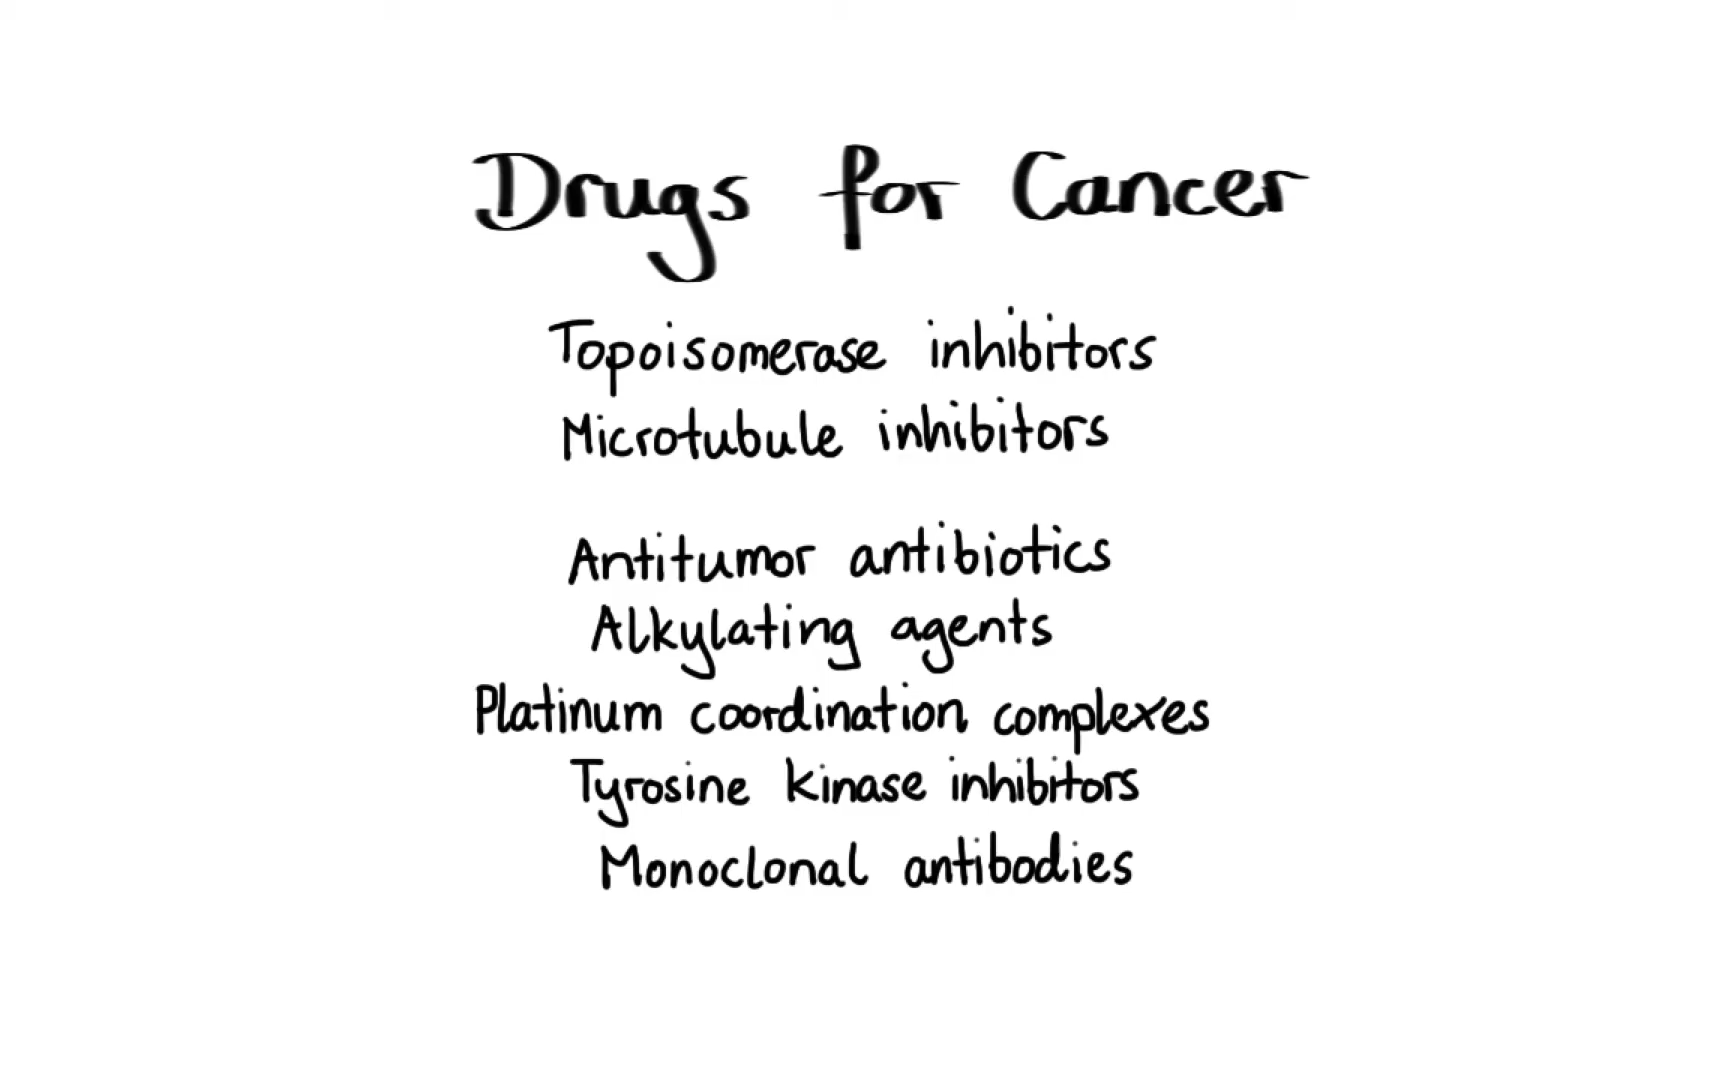 Drugs for Cancer
Topoisomerase inhibitors
Microtubule inhibitors
Antitumor antibiotics
Alkylating agents
Platinum coordination complexes
Tyrosine kinase inhibitors
Monoclonal antibodies